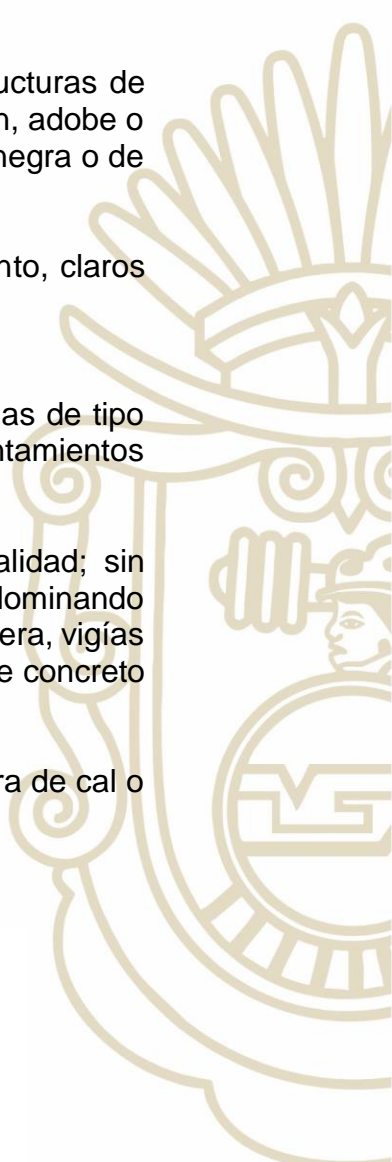 ucturas de
n, adobe o
negra o de
nto, claros
as de tipo
ntamientos
alidad; sin
dominando
era, vigías
e concreto
ra de cal o